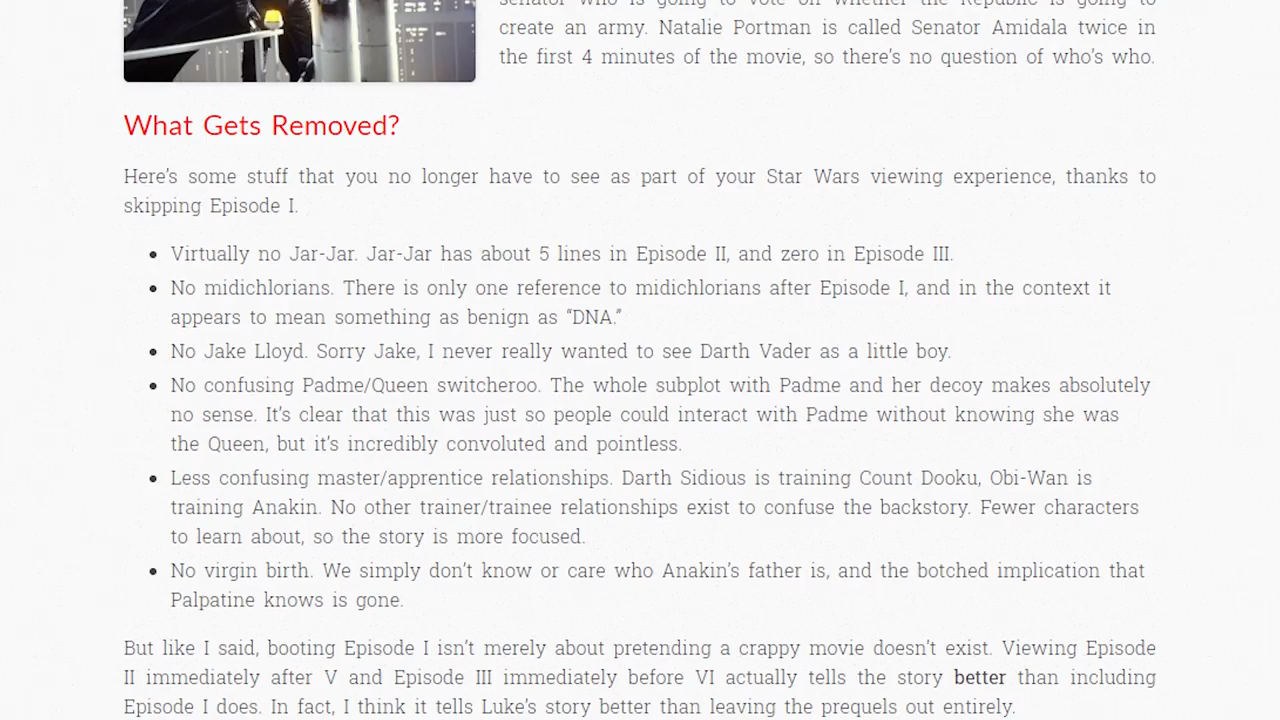 senator who is going to vote on whether the Republic is going to
create an army. Natalie Portman is called Senator Amidala twice in
the first 4 minutes of the movie, so there’s no question of who’s who.
What Gets Removed?
Here’s some stuff that you no longer have to see as part of your Star Wars viewing experience, thanks to
skipping Episode I.
• Virtually no Jar-Jar. Jar-Jar has about 5 lines in Episode II, and zero in Episode III.
• No midichlorians. There is only one reference to midichlorians after Episode I, and in the context it
appears to mean something as benign as “DNA.”
• No Jake Lloyd. Sorry Jake, I never really wanted to see Darth Vader as a little boy.
• No confusing Padme/Queen switcheroo. The whole subplot with Padme and her decoy makes absolutely
no sense. It’s clear that this was just so people could interact with Padme without knowing she was
the Queen, but it’s incredibly convoluted and pointless.
• Less confusing master/apprentice relationships. Darth Sidious is training Count Dooku, Obi-Wan is
training Anakin. No other trainer/trainee relationships exist to confuse the backstory. Fewer characters
to learn about, so the story is more focused.
• No virgin birth. We simply don’t know or care who Anakin’s father is, and the botched implication that
Palpatine knows is gone.
But like I said, booting Episode I isn’t merely about pretending a crappy movie doesn’t exist. Viewing Episode
II immediately after V and Episode III immediately before VI actually tells the story better than including
Episode I does. In fact, I think it tells Luke’s story better than leaving the prequels out entirely.